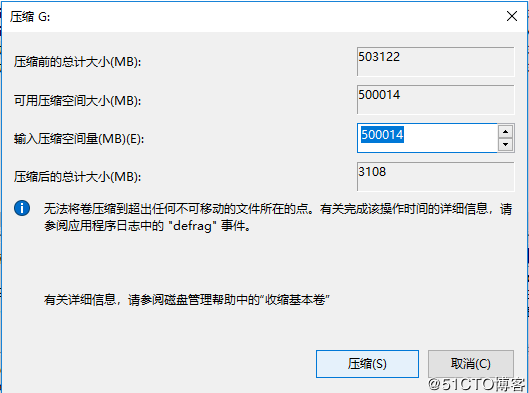 压缩 G:
压缩前的总计大小(MB): 503122
可用压缩空间大小(MB): 500014
输入压缩空间量(MB)(E): 500014
压缩后的总计大小(MB): 3108
无法将卷压缩到超出任何不可移动的文件所在的点。有关完成该操作时间的详细信息，请
参阅应用程序日志中的 "defrag" 事件。
有关详细信息，请参阅磁盘管理帮助中的“收缩基本卷”
压缩(S) 取消(C)
@51CTO博客